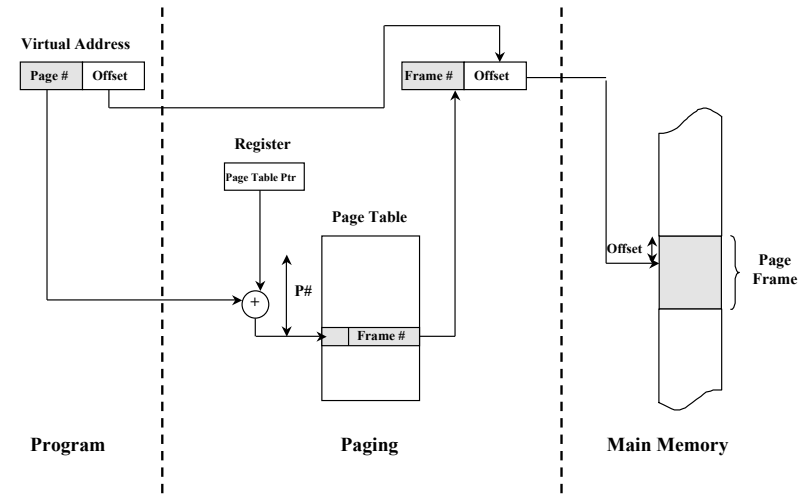 Virtual Address
Page #
Offset
Frame #
Offset
Register
Page Table Ptr
Page Table
+
P#
Frame #
Offset
Page
Frame
Program
Paging
Main Memory